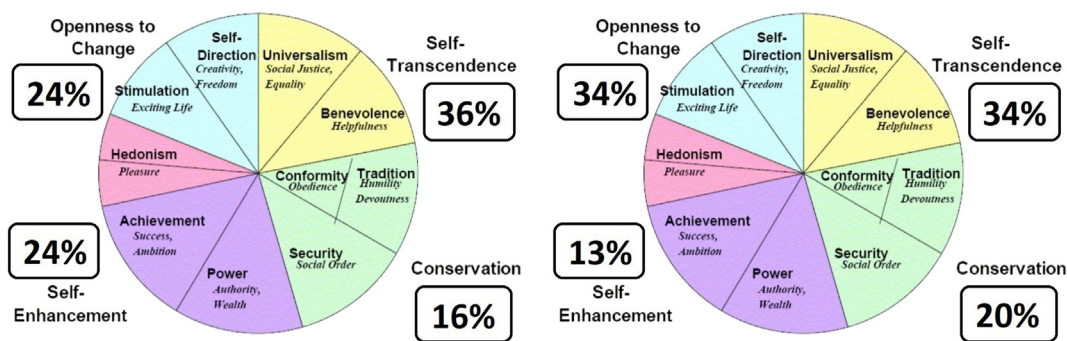 Openness to
Change
24%
Self-
Direction
Creativity,
Freedom
Universalism
Social Justice,
Equality
Self-
Transcendence
36%
Stimulation
Exciting Life
Benevolence
Helpfulness
Hedonism
Pleasure
Conformity
Obedience
Tradition
Humility
Devoutness
Achievement
Success,
Ambition
Security
Social Order
Power
Authority,
Wealth
24%
Self-
Enhancement
Conservation
16%
Openness to
Change
34%
Self-
Direction
Creativity,
Freedom
Universalism
Social Justice,
Equality
Self-
Transcendence
34%
Stimulation
Exciting Life
Benevolence
Helpfulness
Hedonism
Pleasure
Conformity
Obedience
Tradition
Humility
Devoutness
Achievement
Success,
Ambition
Security
Social Order
Power
Authority,
Wealth
13%
Self-
Enhancement
Conservation
20%